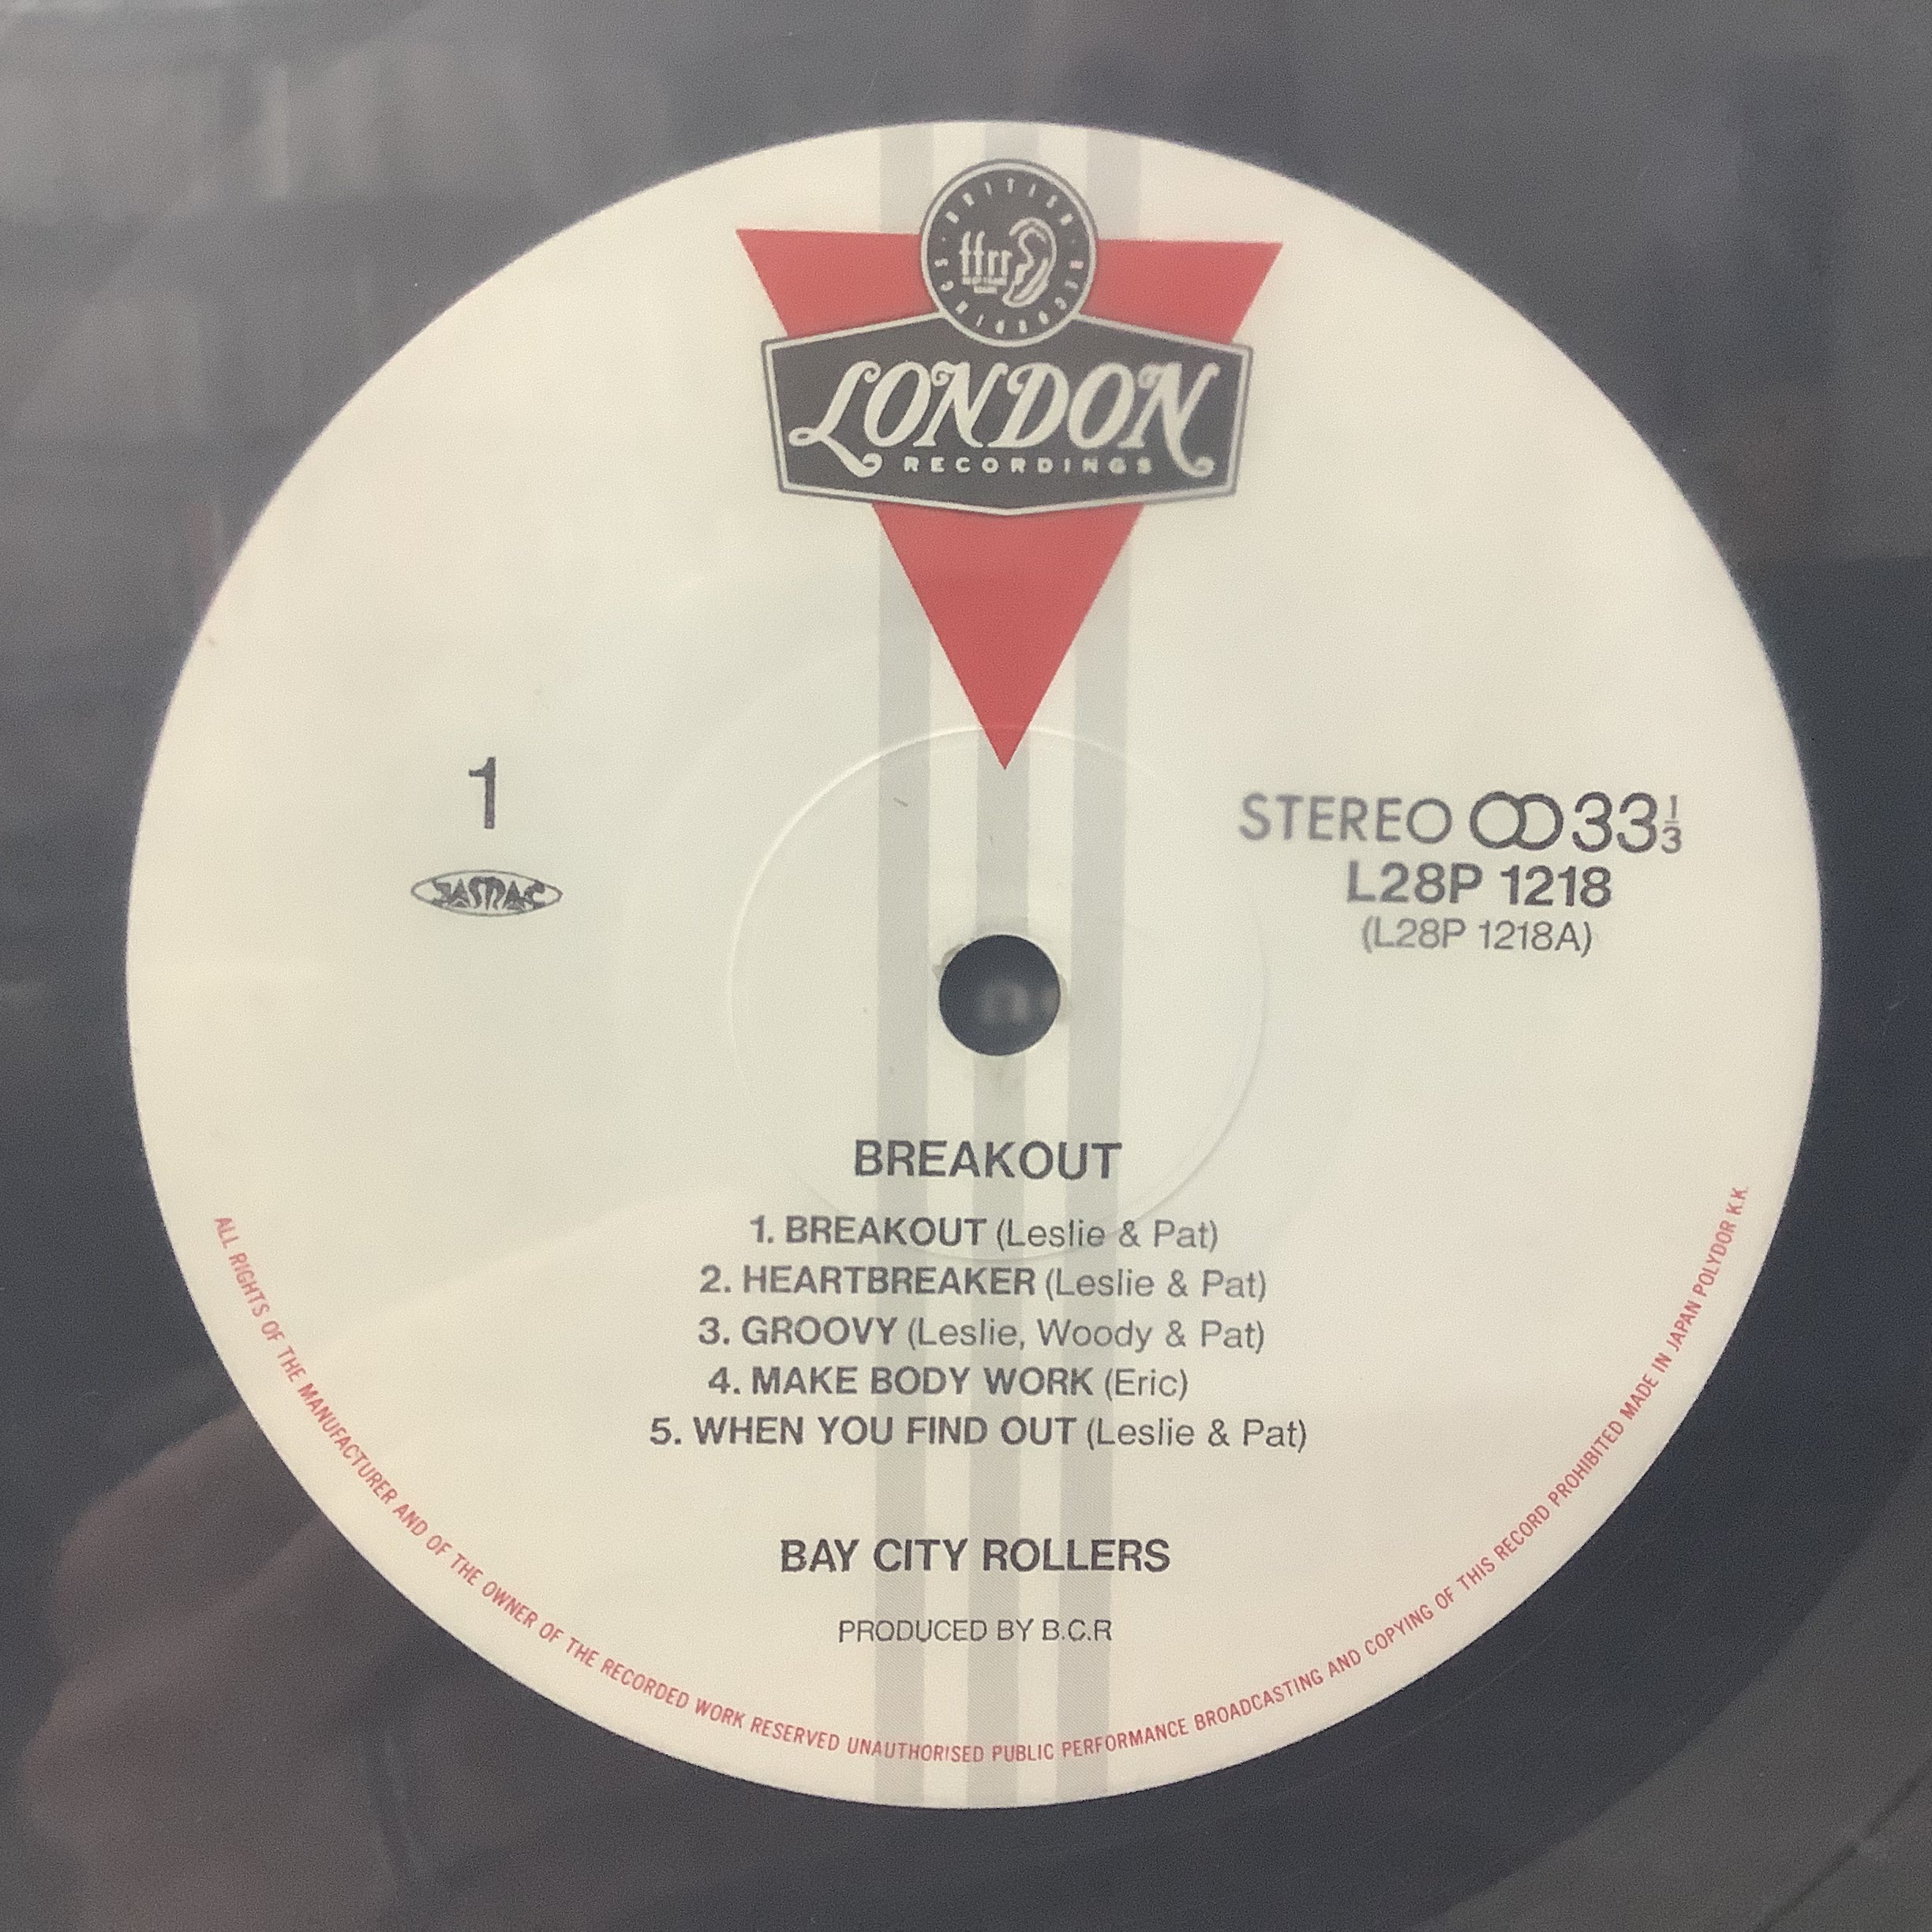 BRITISH RECORDINGS
ffrr
LONDON
RECORDINGS
1
JASRAC
STEREO 33 1/3
L28P 1218
(L28P 1218A)
BREAKOUT
1. BREAKOUT (Leslie & Pat)
2. HEARTBREAKER (Leslie & Pat)
3. GROOVY (Leslie, Woody & Pat)
4. MAKE BODY WORK (Eric)
5. WHEN YOU FIND OUT (Leslie & Pat)
BAY CITY ROLLERS
PRODUCED BY B.C.R
ALL RIGHTS OF THE MANUFACTURER AND OF THE OWNER OF THE RECORDED WORK RESERVED UNAUTHORISED PUBLIC PERFORMANCE BROADCASTING AND COPYING OF THIS RECORD PROHIBITED MADE IN JAPAN POLYDOR K.K.